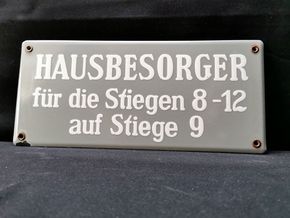 HAUSBESORGER
für die Stiegen 8-12
auf Stiege 9